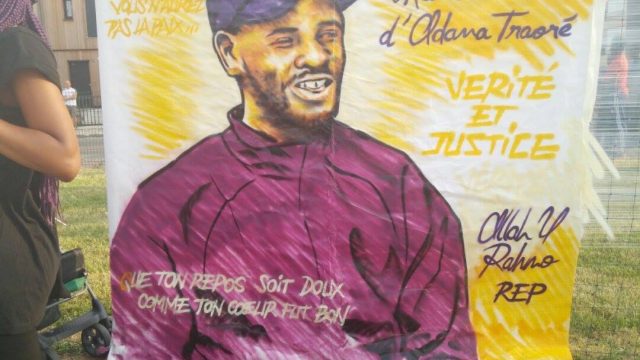 VOUS N'AUREZ
PAS LA PAIX...
d'Adama Traoré
VERITÉ
ET
JUSTICE
Allah Y
Rahmo
REP
QUE TON REPOS SOIT DOUX
COMME TON COEUR FUT BON